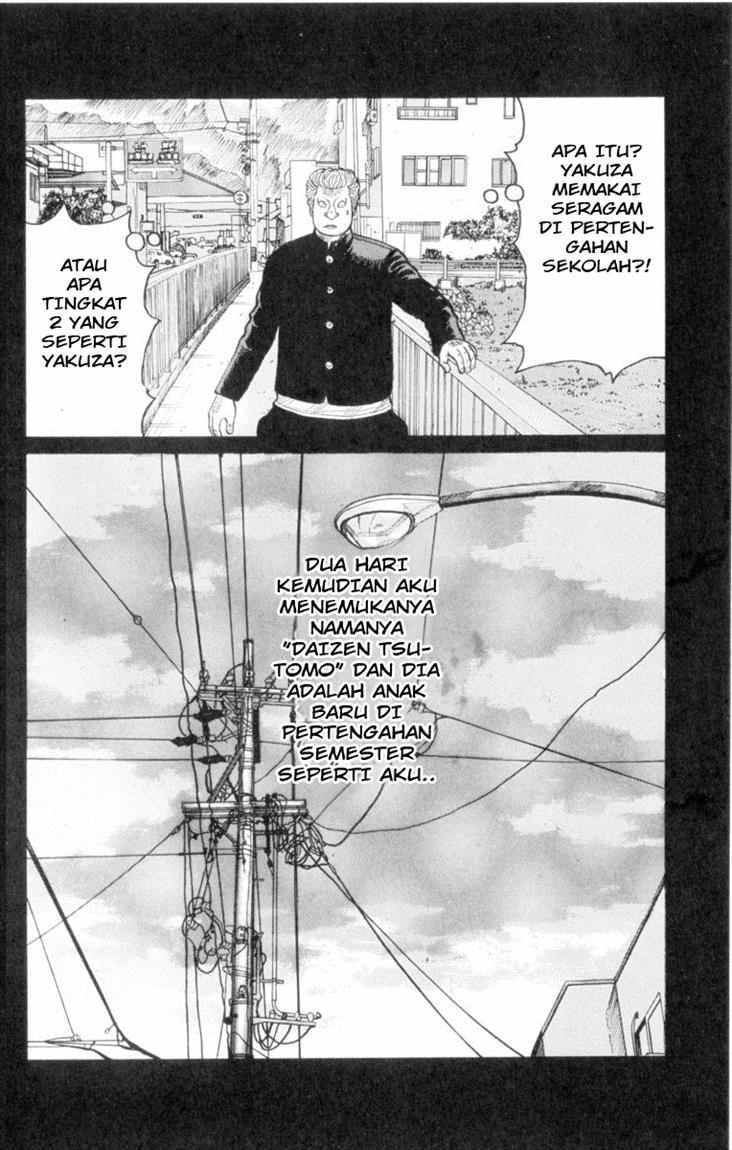 APA ITU?
YAKUZA
MEMAKAI
SERAGAM
DI PERTEN-
GAHAN
SEKOLAH?!
ATAU
APA
TINGKAT
2 YANG
SEPERTI
YAKUZA?
DUA HARI
KEMUDIAN AKU
MENEMUKANYA
NAMANYA
"DAIZEN TSU-
TOMO" DAN DIA
ADALAH ANAK
BARU DI
PERTENGAHAN
SEMESTER
SEPERTI AKU..